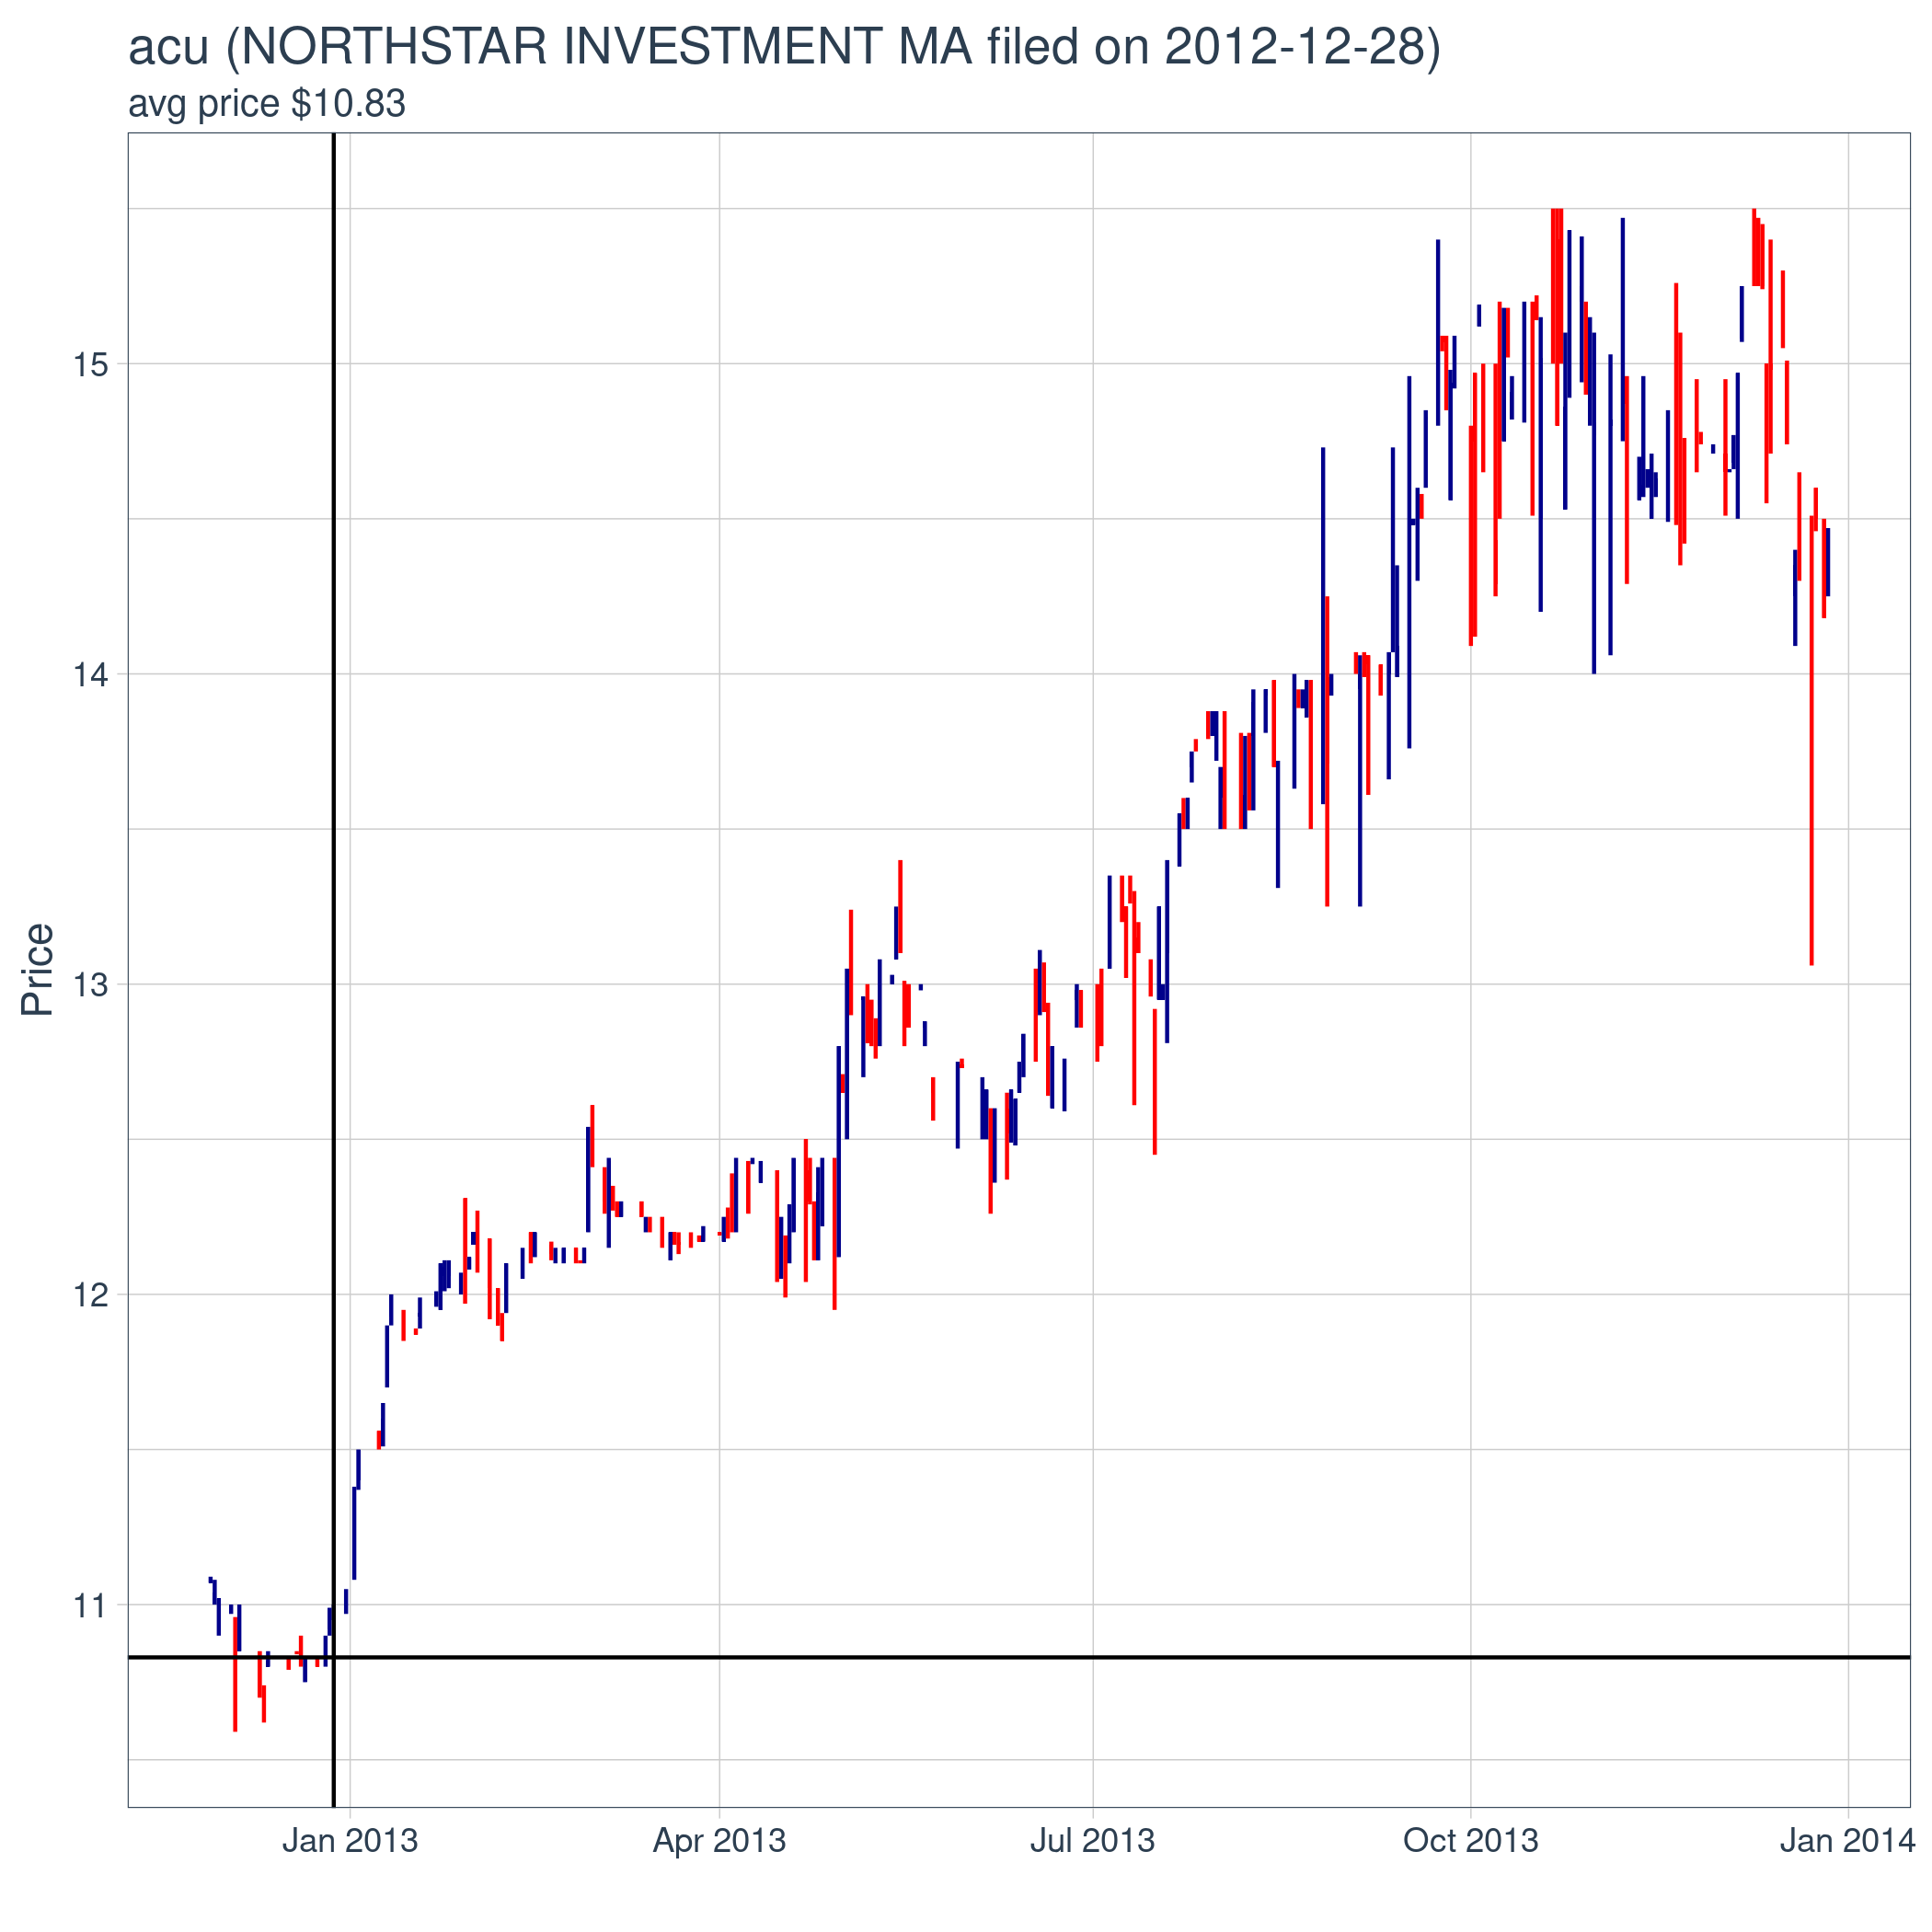 acu (NORTHSTAR INVESTMENT MA filed on 2012-12-28)
avg price $10.83
15
14
13
12
11
Price
Jan 2013
Apr 2013
Jul 2013
Oct 2013
Jan 2014